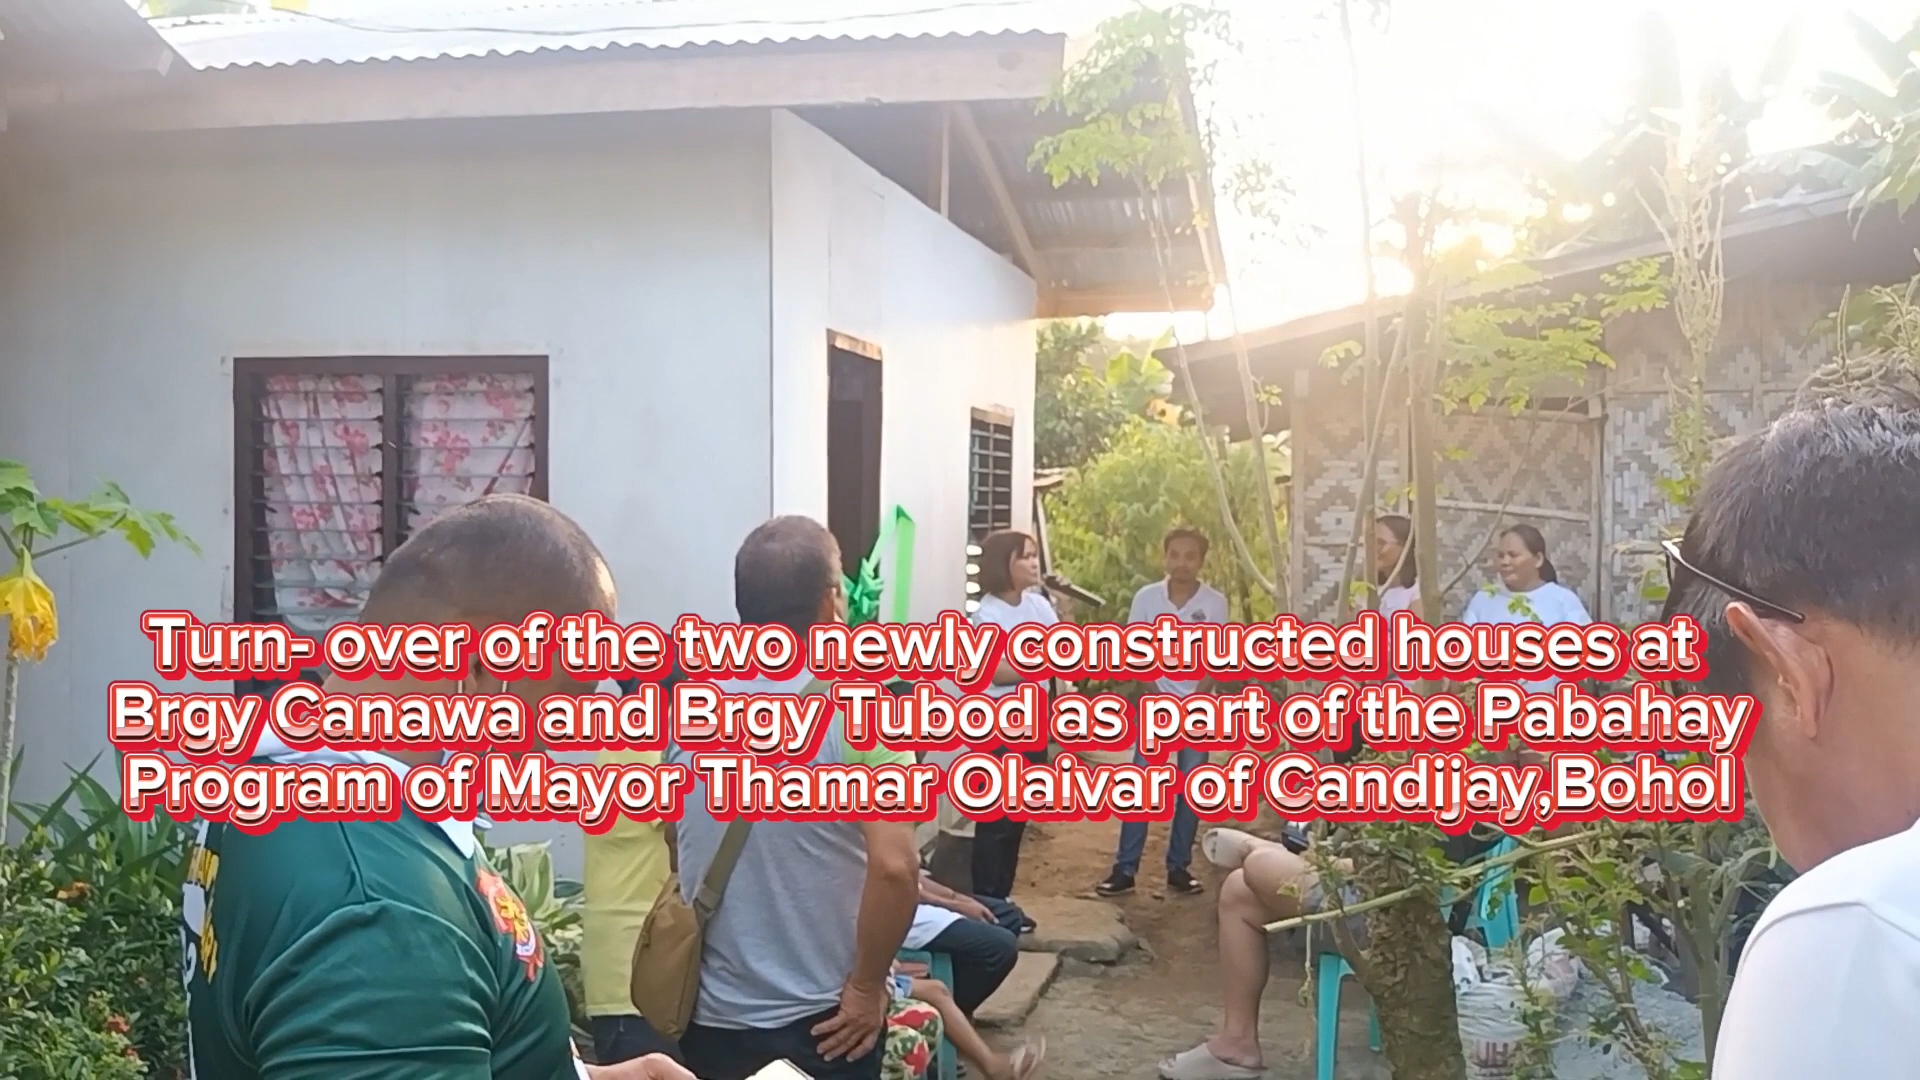 Turn- over of the two newly constructed houses at
Brgy Canawa and Brgy Tubod as part of the Pabahay
Program of Mayor Thamar Olaivar of Candijay,Bohol